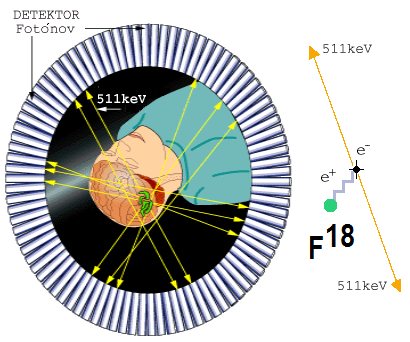 DETEKTOR
Fotónov
511keV
511keV
e⁻
e⁺
F¹⁸
511keV